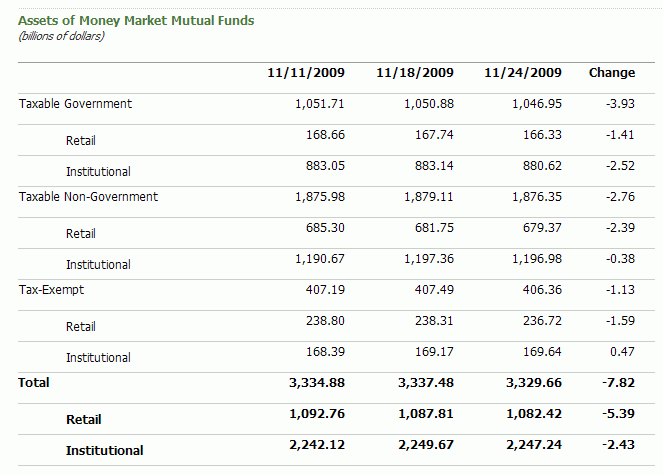 Assets of Money Market Mutual Funds
(billions of dollars)
11/11/2009 11/18/2009 11/24/2009 Change
Taxable Government 1,051.71 1,050.88 1,046.95 -3.93
Retail 168.66 167.74 166.33 -1.41
Institutional 883.05 883.14 880.62 -2.52
Taxable Non-Government 1,875.98 1,879.11 1,876.35 -2.76
Retail 685.30 681.75 679.37 -2.39
Institutional 1,190.67 1,197.36 1,196.98 -0.38
Tax-Exempt 407.19 407.49 406.36 -1.13
Retail 238.80 238.31 236.72 -1.59
Institutional 168.39 169.17 169.64 0.47
Total 3,334.88 3,337.48 3,329.66 -7.82
Retail 1,092.76 1,087.81 1,082.42 -5.39
Institutional 2,242.12 2,249.67 2,247.24 -2.43